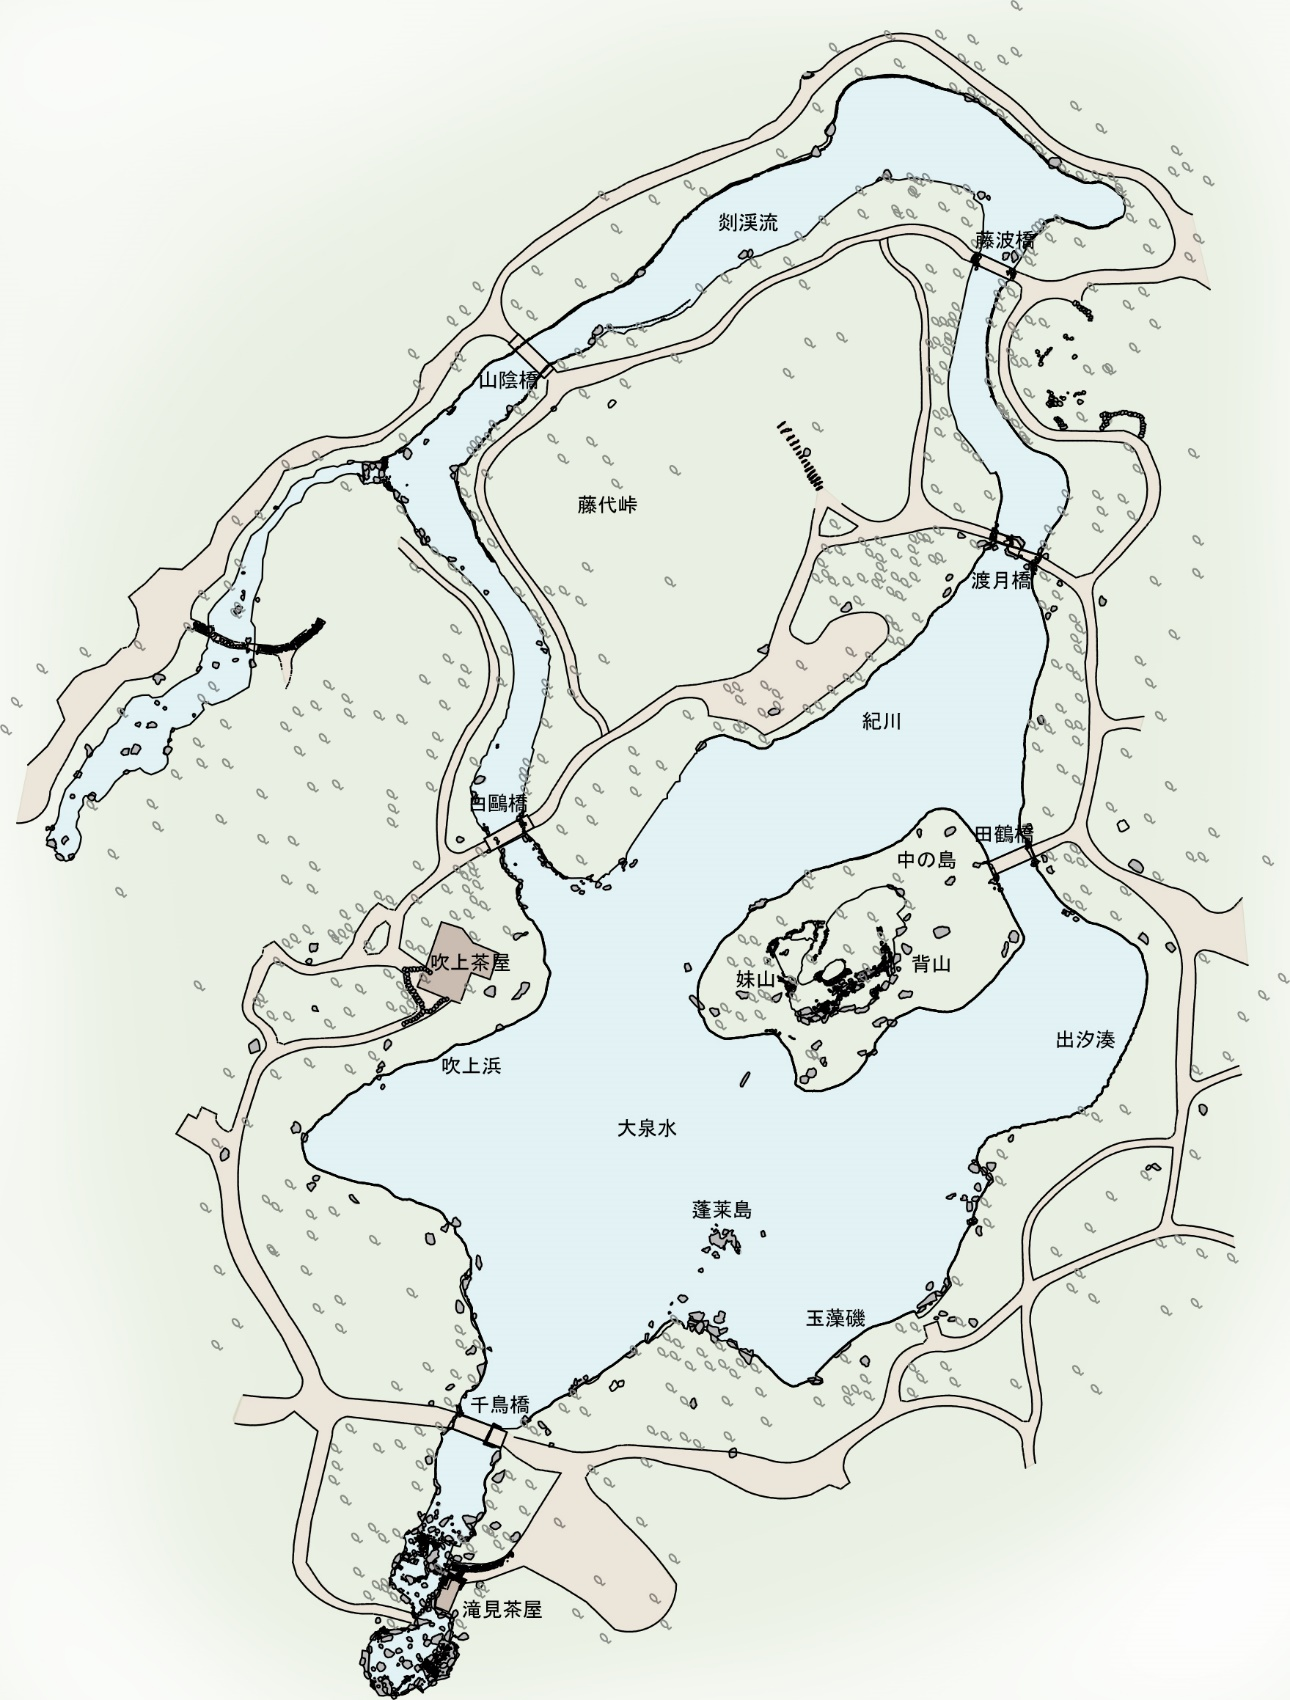 剡溪流
藤波橋
山陰橋
藤代峠
渡月橋
紀川
白鷗橋
田鶴橋
中の島
吹上茶屋
妹山
背山
出汐湊
吹上浜
大泉水
蓬莱島
玉藻磯
千鳥橋
滝見茶屋